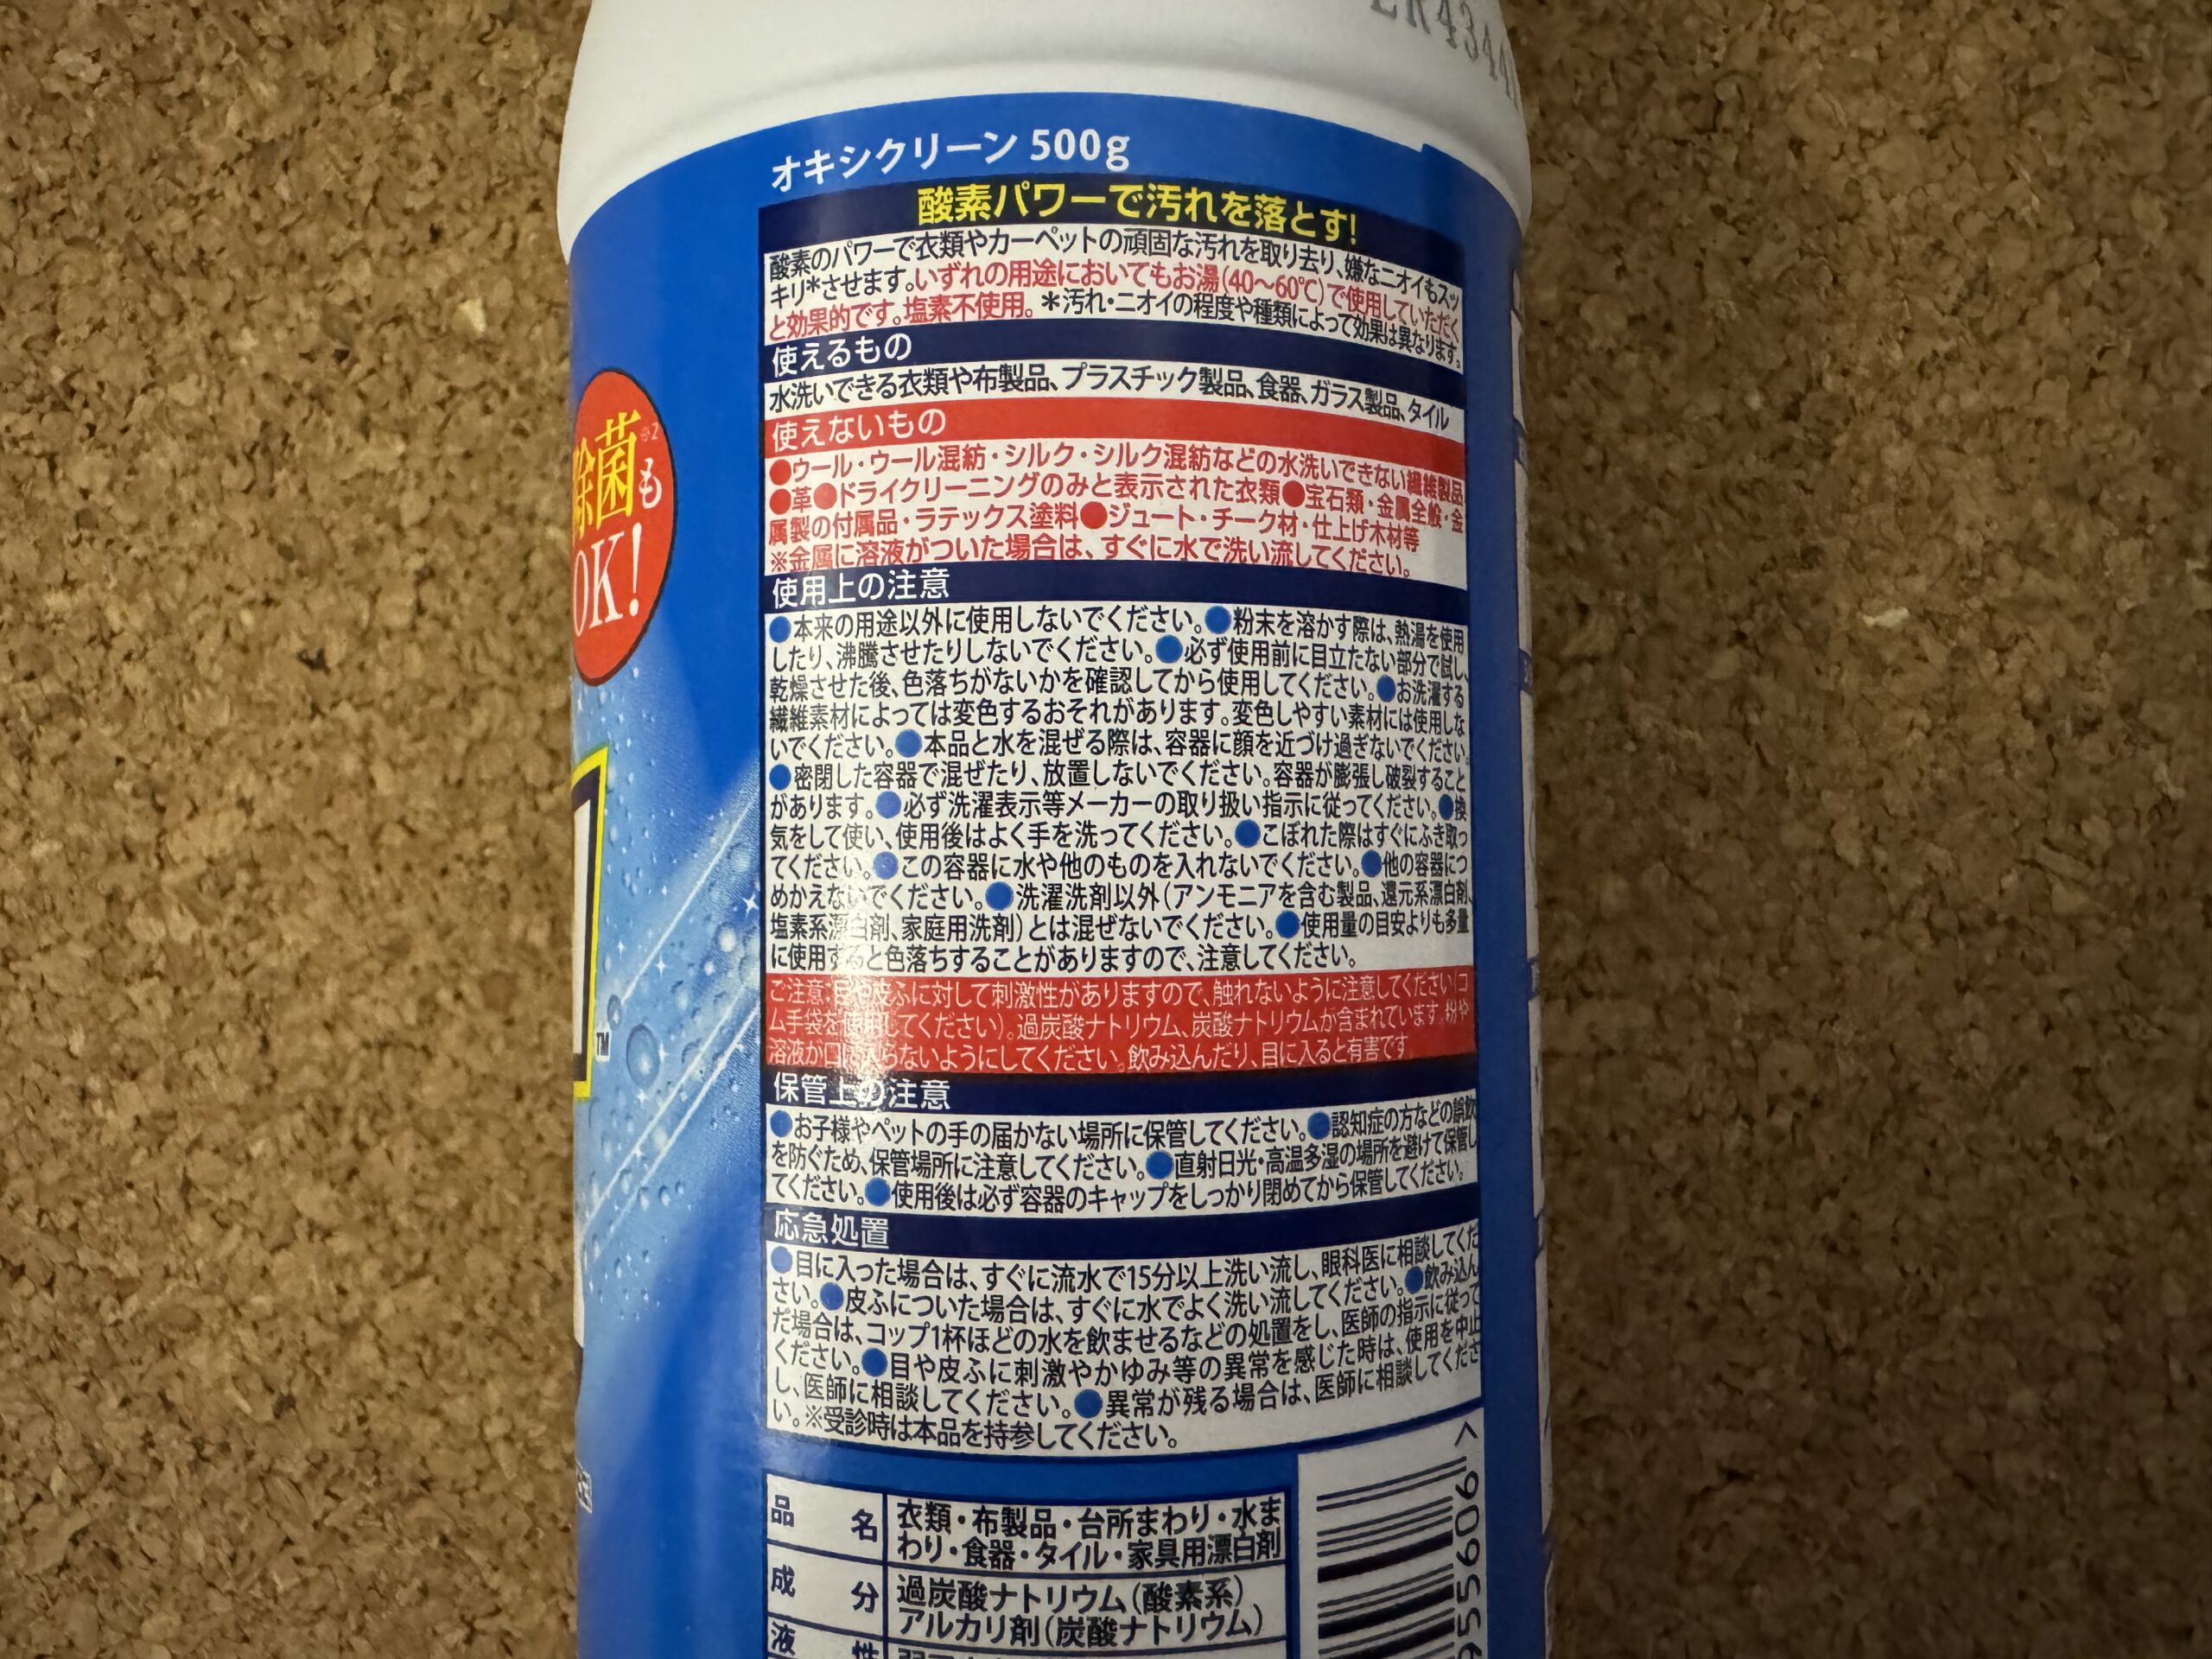 オキシクリーン 500g
酸素パワーで汚れを落とす!
酸素のパワーで衣類やカーペットの頑固な汚れを取り去り、嫌なニオイもスッ
キリ*させます。いずれの用途においてもお湯(40〜60℃)で使用していただく
と効果的です。塩素不使用。*汚れ・ニオイの程度や種類によって効果は異なります。
使えるもの
水洗いできる衣類や布製品、プラスチック製品、食器、ガラス製品、タイル
使えないもの
●ウール・ウール混紡・シルク・シルク混紡などの水洗いできない繊維製品
●革●ドライクリーニングのみと表示された衣類●宝石類・金属全般・金
属製の付属品・ラテックス塗料●ジュート・チーク材・仕上げ木材等
※金属に溶液がついた場合は、すぐに水で洗い流してください。
使用上の注意
●本来の用途以外に使用しないでください。●粉末を溶かす際は、熱湯を使用
したり、沸騰させたりしないでください。●必ず使用前に目立たない部分で試し、
乾燥させた後、色落ちがないかを確認してから使用してください。●お洗濯する
繊維素材によっては変色するおそれがあります。変色しやすい素材には使用しな
いでください。●本品と水を混ぜる際は、容器に顔を近づけ過ぎないでください。
●密閉した容器で混ぜたり、放置しないでください。容器が膨張し破裂すること
があります。●必ず洗濯表示等メーカーの取り扱い指示に従ってください。●換
気をして使い、使用後はよく手を洗ってください。●こぼれた際はすぐにふき取っ
てください。●この容器に水や他のものを入れないでください。●他の容器につ
めかえないでください。●洗濯洗剤以外(アンモニアを含む製品、還元系漂白剤、
塩素系漂白剤、家庭用洗剤)とは混ぜないでください。●使用量の目安よりも多量
に使用すると色落ちすることがありますので、注意してください。
ご注意:目や皮ふに対して刺激性がありますので、触れないように注意してください(ゴ
ム手袋を使用してください)。過炭酸ナトリウム、炭酸ナトリウムが含まれています。粉や
溶液が口に入らないようにしてください。飲み込んだり、目に入ると有害です
保管上の注意
●お子様やペットの手の届かない場所に保管してください。●認知症の方などの誤飲
を防ぐため、保管場所に注意してください。●直射日光・高温多湿の場所を避けて保管し
てください。●使用後は必ず容器のキャップをしっかり閉めてから保管してください。
応急処置
●目に入った場合は、すぐに流水で15分以上洗い流し、眼科医に相談してくだ
さい。●皮ふについた場合は、すぐに水でよく洗い流してください。●飲み込ん
だ場合は、コップ1杯ほどの水を飲ませるなどの処置をし、医師の指示に従って
ください。●目や皮ふに刺激やかゆみ等の異常を感じた時は、使用を中止
し、医師に相談してください。●異常が残る場合は、医師に相談してくださ
い。※受診時は本品を持参してください。
品名 衣類・布製品・台所まわり・水ま
わり・食器・タイル・家具用漂白剤
成分 過炭酸ナトリウム(酸素系)
アルカリ剤(炭酸ナトリウム)
液性
除菌※2も
OK!
TM